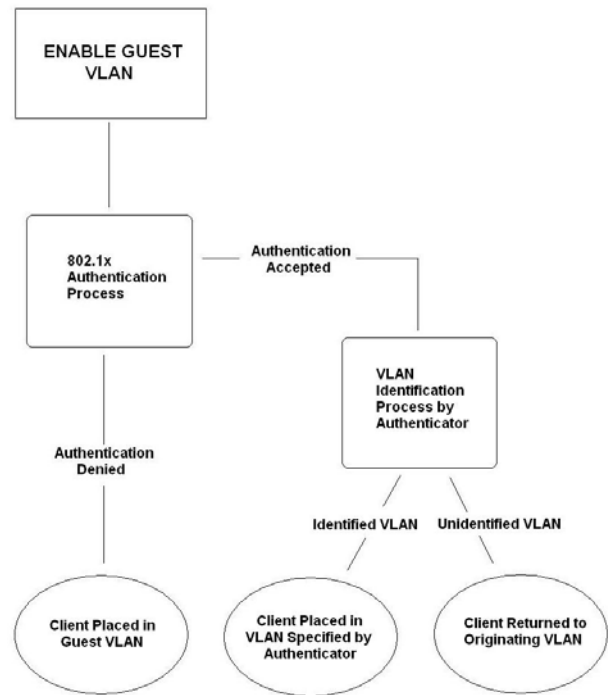 ENABLE GUEST
VLAN
802.1x
Authentication
Process
Authentication
Accepted
VLAN
Identification
Process by
Authenticator
Authentication
Denied
Identified VLAN
Unidentified VLAN
Client Placed in
Guest VLAN
Client Placed in
VLAN Specified by
Authenticator
Client Returned to
Originating VLAN